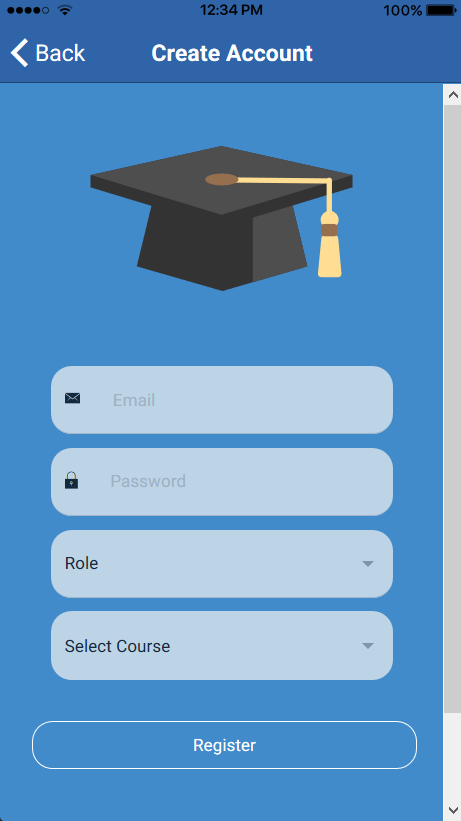 12:34 PM 100%
Back Create Account
Email
Password
Role
Select Course
Register